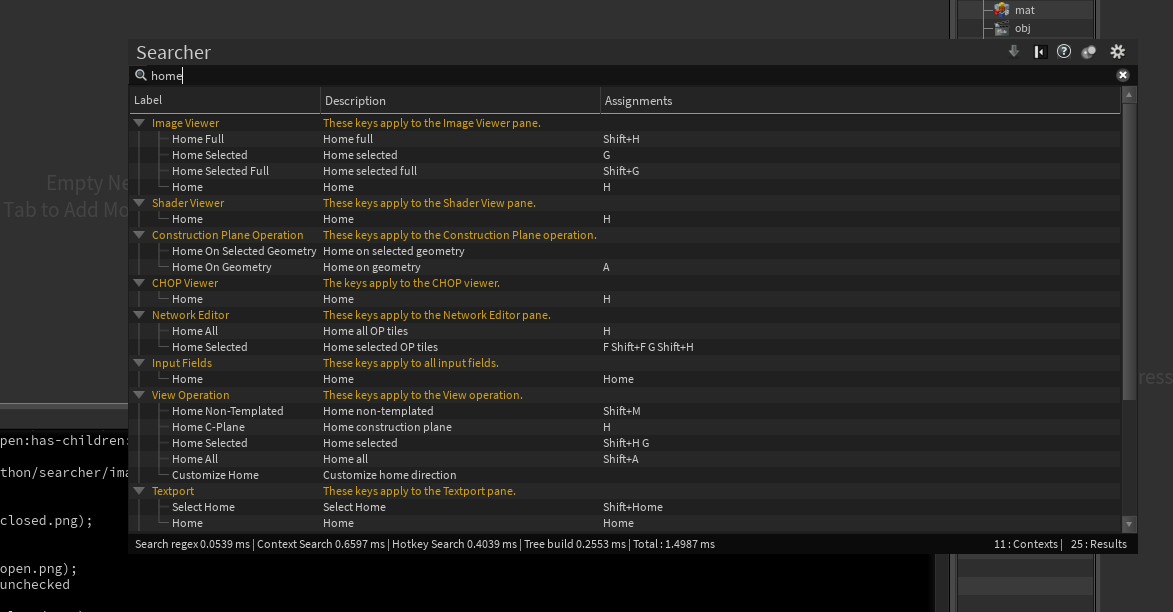 mat
obj
Searcher
home
Label Description Assignments
Image Viewer These keys apply to the Image Viewer pane.
Home Full Home full Shift+H
Home Selected Home selected G
Home Selected Full Home selected full Shift+G
Home Home H
Shader Viewer These keys apply to the Shader View pane.
Home Home H
Construction Plane Operation These keys apply to the Construction Plane operation.
Home On Selected Geometry Home on selected geometry
Home On Geometry Home on geometry A
CHOP Viewer The keys apply to the CHOP viewer.
Home Home H
Network Editor These keys apply to the Network Editor pane.
Home All Home all OP tiles H
Home Selected Home selected OP tiles F Shift+F G Shift+H
Input Fields These keys apply to all input fields.
Home Home Home
View Operation These keys apply to the View operation.
Home Non-Templated Home non-templated Shift+M
Home C-Plane Home construction plane H
Home Selected Home selected Shift+H G
Home All Home all Shift+A
Customize Home Customize home direction
Textport These keys apply to the Textport pane.
Select Home Select Home Shift+Home
Home Home Home
Search regex 0.0539 ms | Context Search 0.6597 ms | Hotkey Search 0.4039 ms | Tree build 0.2553 ms | Total : 1.4987 ms 11 : Contexts | 25 : Results
Empty Ne
Tab to Add Mo
ress
pen:has-children:
thon/searcher/ima
closed.png);
open.png);
unchecked